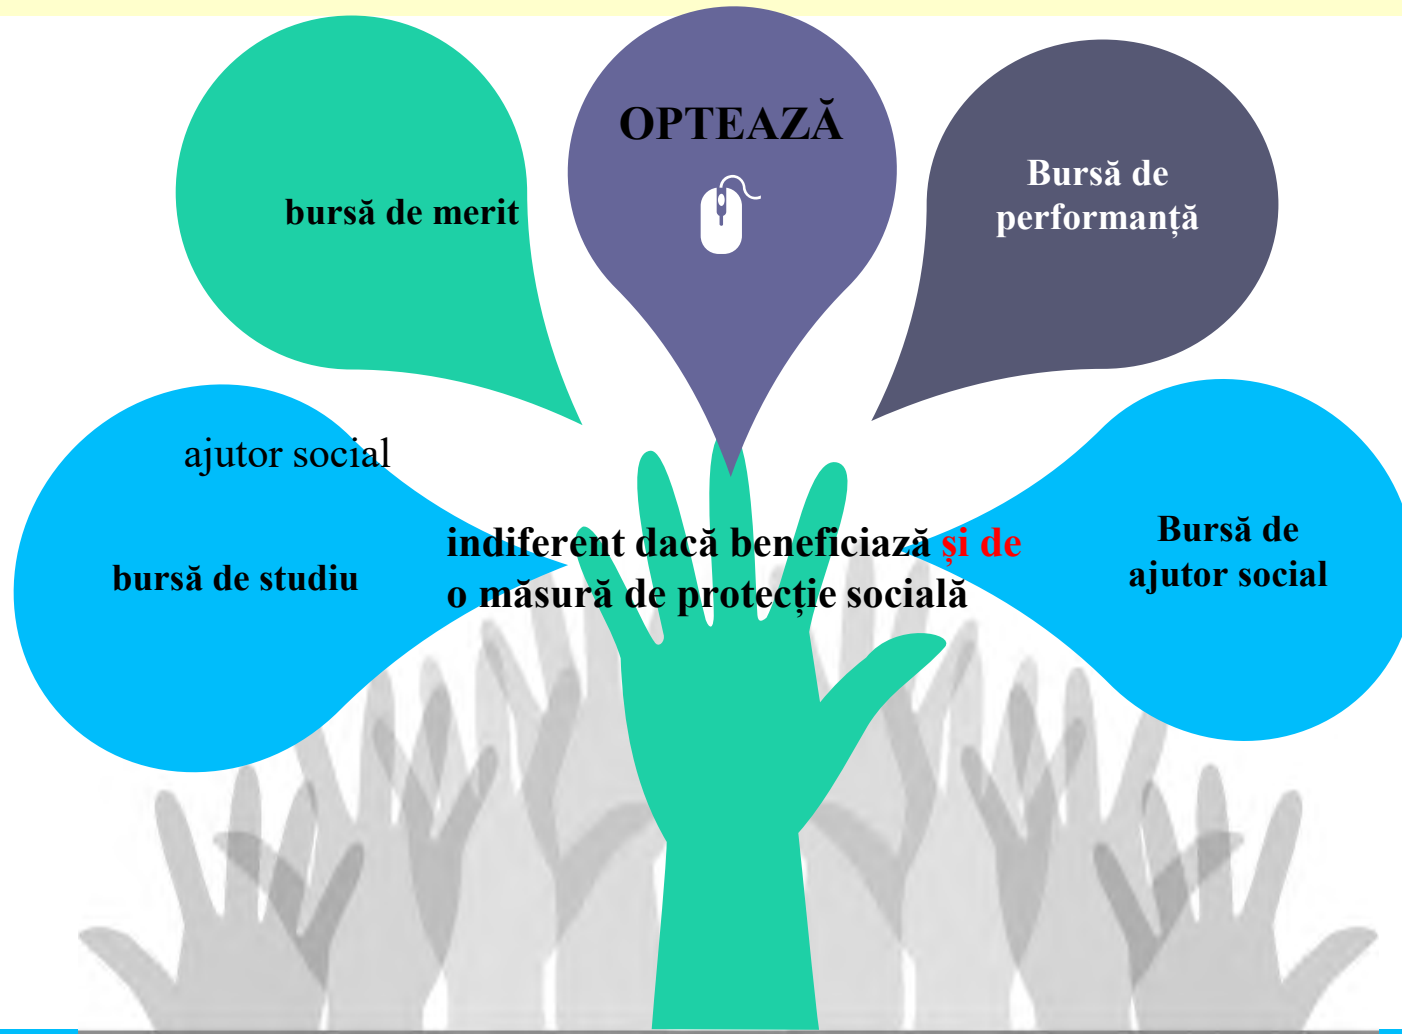 OPTEAZĂ
bursă de merit
Bursă de
performanță
ajutor social
bursă de studiu
indiferent dacă beneficiază și de
o măsură de protecție socială
Bursă de
ajutor social